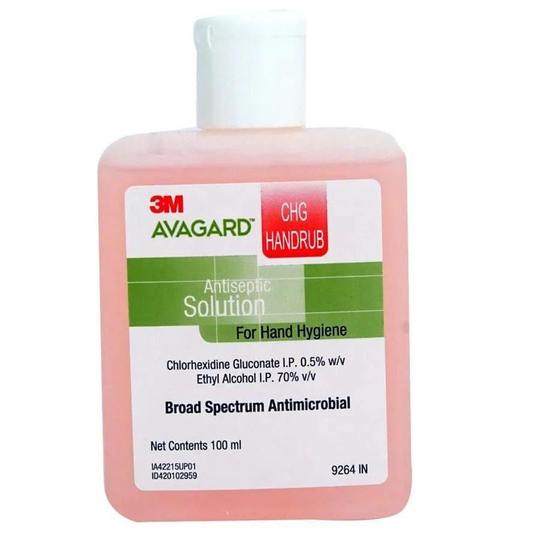 3M
AVAGARD™
CHG
HANDRUB
Antiseptic
Solution
For Hand Hygiene
Chlorhexidine Gluconate I.P. 0.5% w/v
Ethyl Alcohol I.P. 70% v/v
Broad Spectrum Antimicrobial
Net Contents 100 ml
IA42215UP01
ID420102959
9264 IN